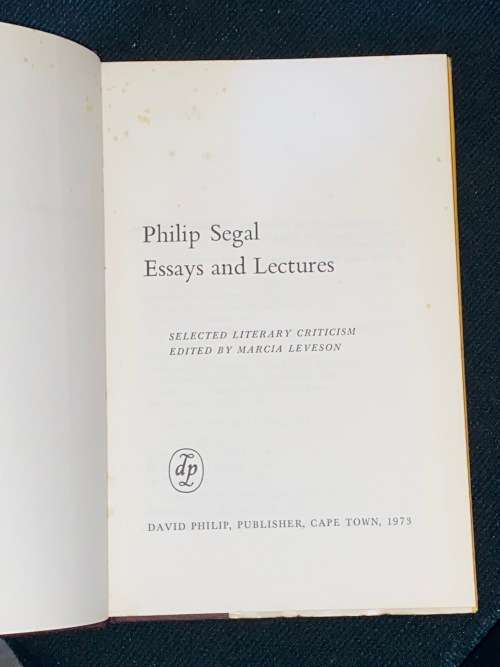 Philip Segal
Essays and Lectures
SELECTED LITERARY CRITICISM
EDITED BY MARCIA LEVESON
dp
DAVID PHILIP, PUBLISHER, CAPE TOWN, 1973